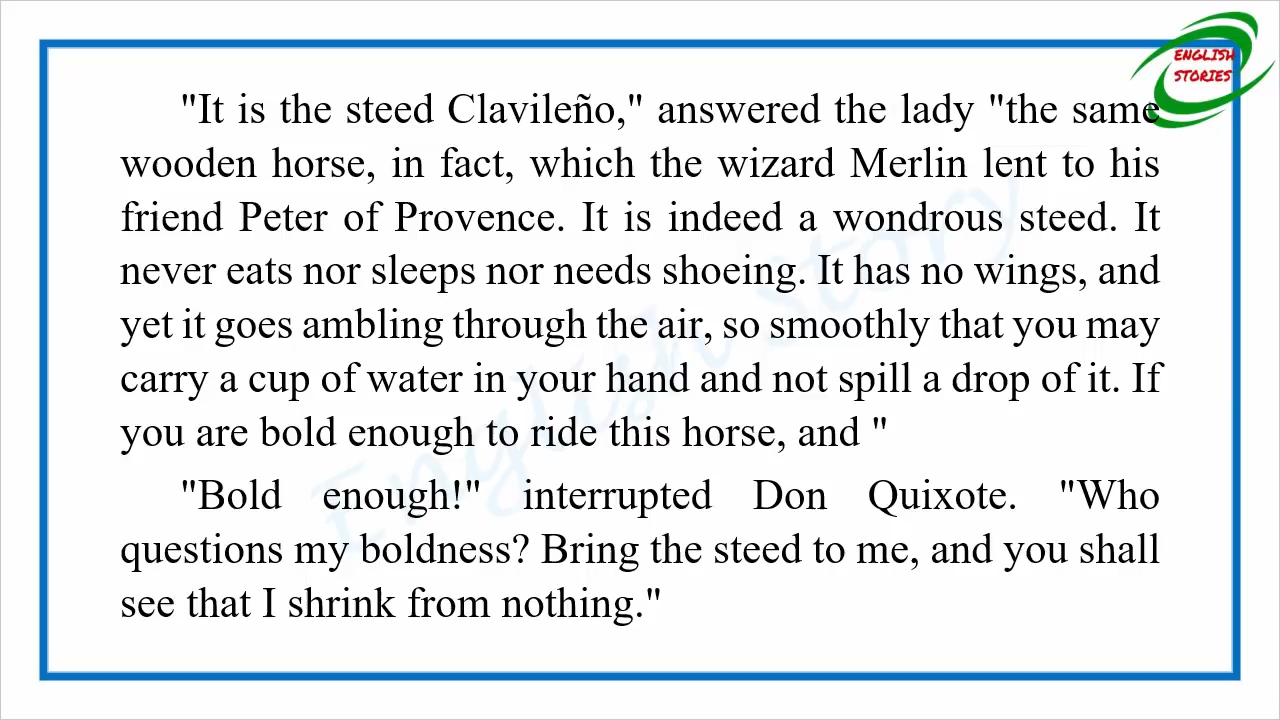 ENGLISH
STORIES
"It is the steed Clavileño," answered the lady "the same
wooden horse, in fact, which the wizard Merlin lent to his
friend Peter of Provence. It is indeed a wondrous steed. It
never eats nor sleeps nor needs shoeing. It has no wings, and
yet it goes ambling through the air, so smoothly that you may
carry a cup of water in your hand and not spill a drop of it. If
you are bold enough to ride this horse, and "
"Bold enough!" interrupted Don Quixote. "Who
questions my boldness? Bring the steed to me, and you shall
see that I shrink from nothing."
English Story